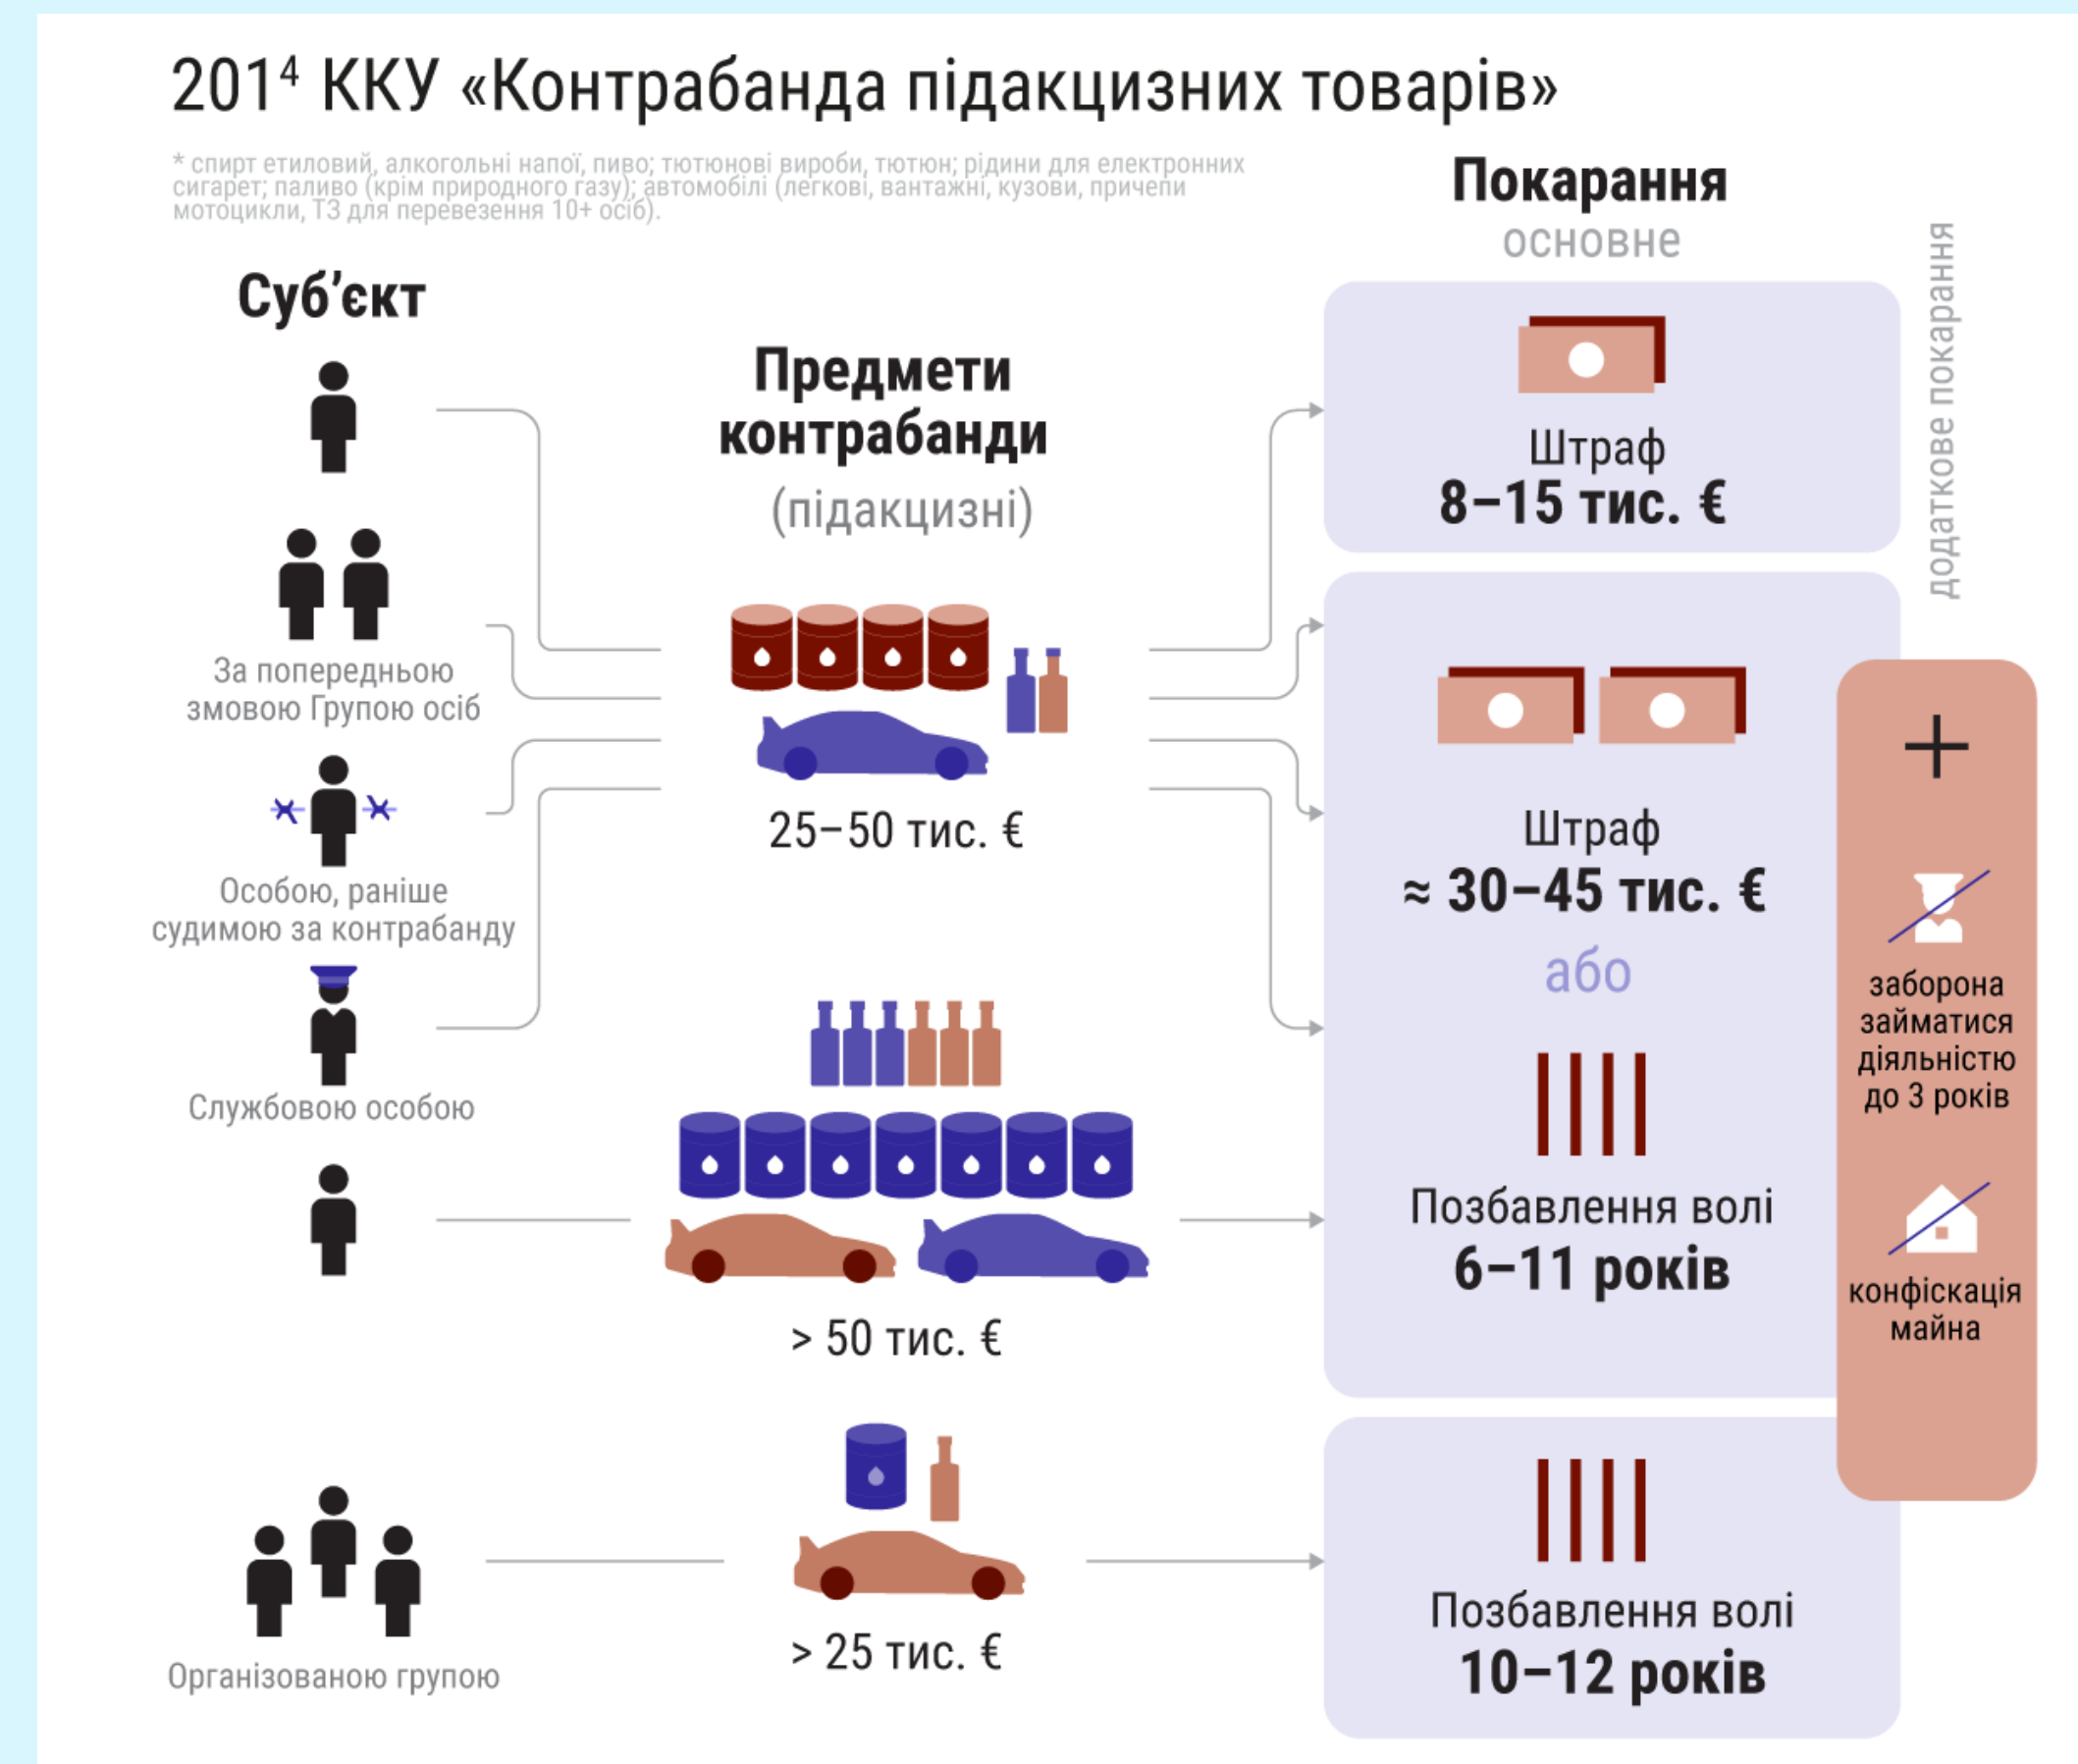 201⁴ ККУ «Контрабанда підакцизних товарів»
* спирт етиловий, алкогольні напої, пиво; тютюнові вироби, тютюн; рідини для електронних
сигарет; паливо (крім природного газу); автомобілі (легкові, вантажні, кузови, причепи
мотоцикли, ТЗ для перевезення 10+ осіб).
Суб’єкт
За попередньою
змовою Групою осіб
Особою, раніше
судимою за контрабанду
Службовою особою
Організованою групою
Предмети
контрабанди
(підакцизні)
25–50 тис. €
> 50 тис. €
> 25 тис. €
Покарання
основне
Штраф
8–15 тис. €
Штраф
≈ 30–45 тис. €
або
Позбавлення волі
6–11 років
Позбавлення волі
10–12 років
додаткове покарання
+
заборона
займатися
діяльністю
до 3 років
конфіскація
майна